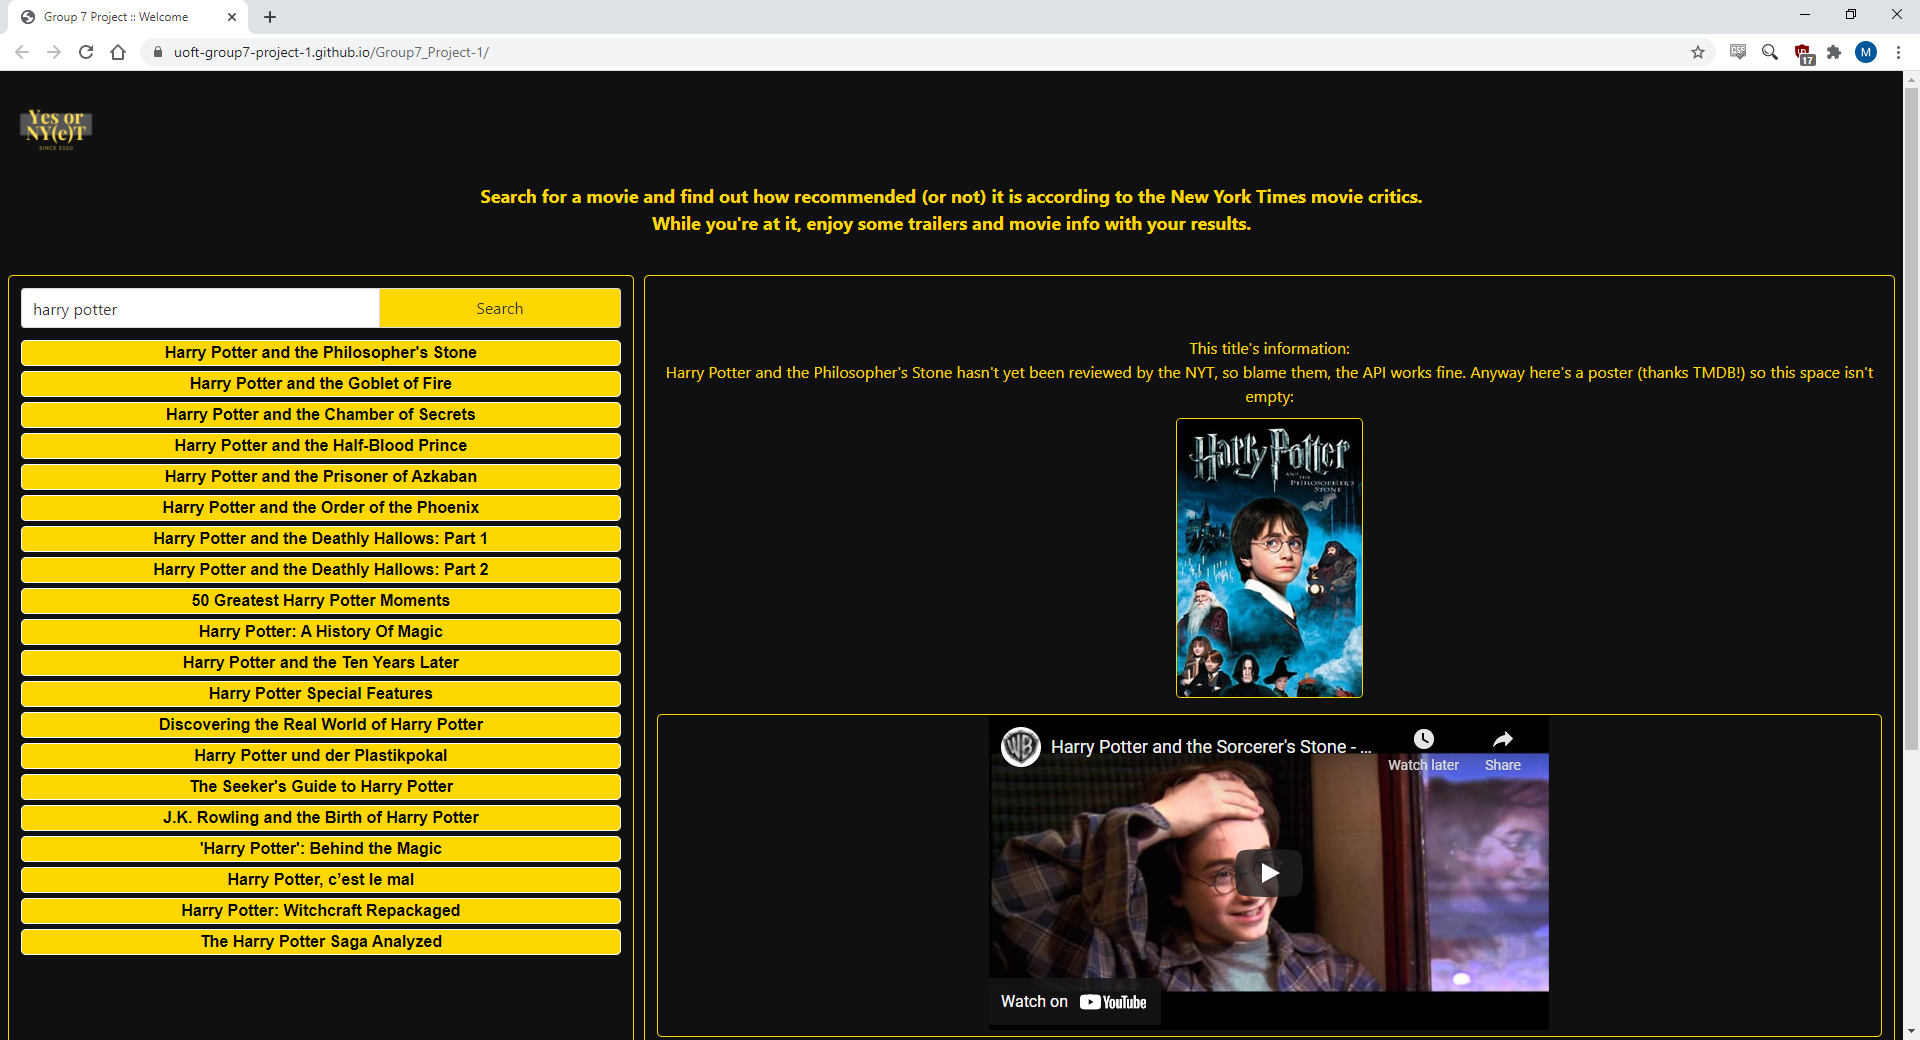 Group 7 Project :: Welcome
uoft-group7-project-1.github.io/Group7_Project-1/
CSS
17
M
Yes or
NY(e)T
SINCE 2020
Search for a movie and find out how recommended (or not) it is according to the New York Times movie critics.
While you're at it, enjoy some trailers and movie info with your results.
harry potter
Search
Harry Potter and the Philosopher's Stone
Harry Potter and the Goblet of Fire
Harry Potter and the Chamber of Secrets
Harry Potter and the Half-Blood Prince
Harry Potter and the Prisoner of Azkaban
Harry Potter and the Order of the Phoenix
Harry Potter and the Deathly Hallows: Part 1
Harry Potter and the Deathly Hallows: Part 2
50 Greatest Harry Potter Moments
Harry Potter: A History Of Magic
Harry Potter and the Ten Years Later
Harry Potter Special Features
Discovering the Real World of Harry Potter
Harry Potter und der Plastikpokal
The Seeker's Guide to Harry Potter
J.K. Rowling and the Birth of Harry Potter
'Harry Potter': Behind the Magic
Harry Potter, c’est le mal
Harry Potter: Witchcraft Repackaged
The Harry Potter Saga Analyzed
This title's information:
Harry Potter and the Philosopher's Stone hasn't yet been reviewed by the NYT, so blame them, the API works fine. Anyway here's a poster (thanks TMDB!) so this space isn't
empty:
Harry Potter
AND
THE PHILOSOPHER'S
STONE
WB
Harry Potter and the Sorcerer's Stone - ...
Watch later
Share
Watch on YouTube